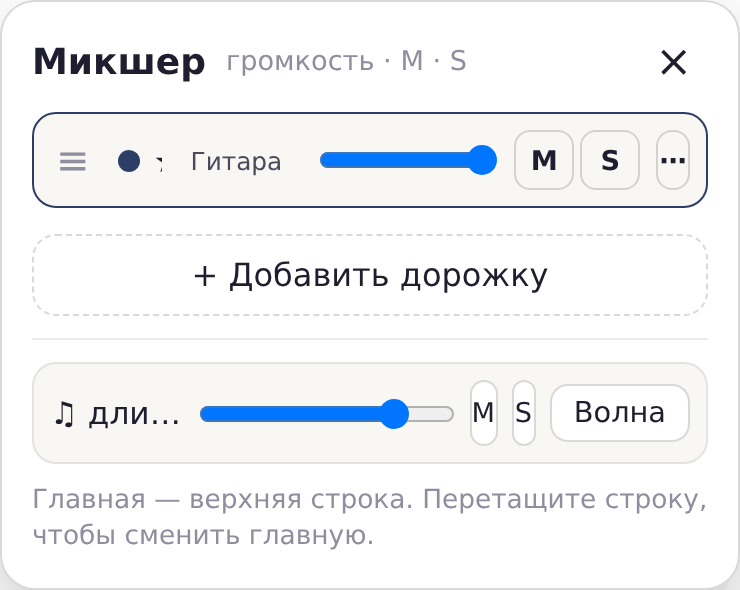 Микшер громкость · M · S ×
Гитара M S ...
+ Добавить дорожку
♫ дли... M S Волна
Главная — верхняя строка. Перетащите строку,
чтобы сменить главную.